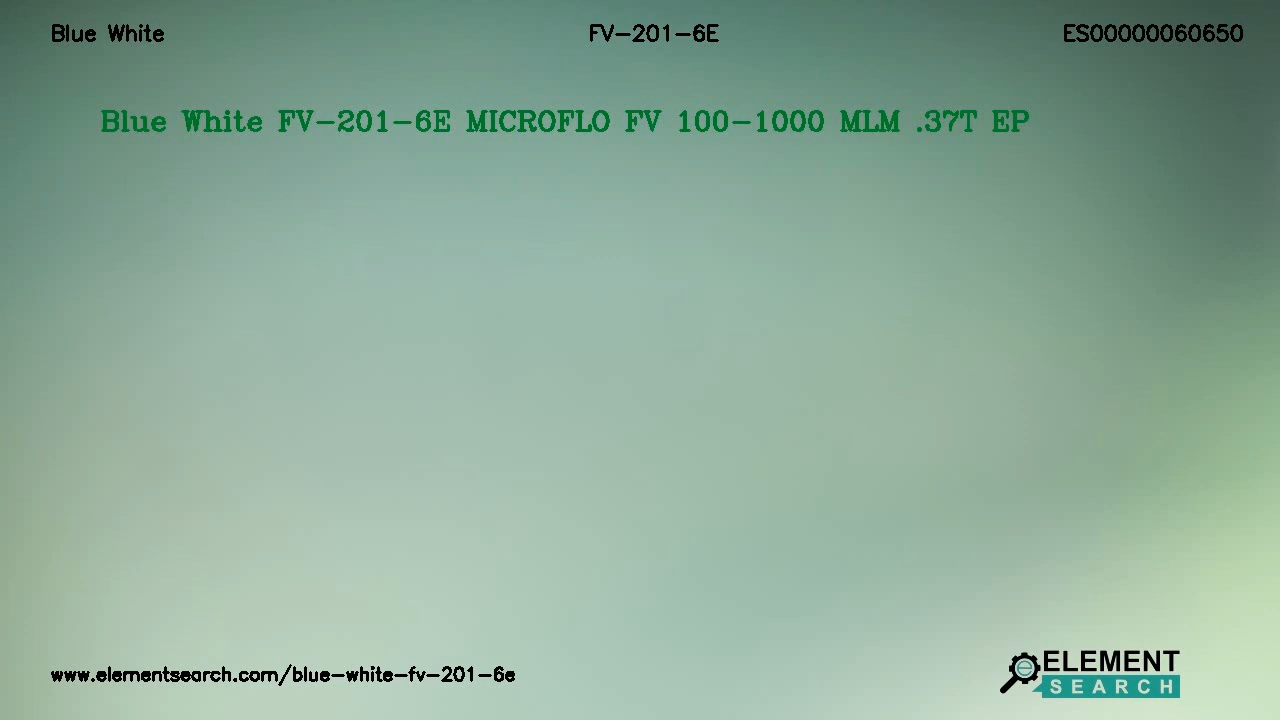 Blue White FV-201-6E ES00000060650
Blue White FV-201-6E MICROFLO FV 100-1000 MLM .37T EP
www.elementsearch.com/blue-white-fv-201-6e
e ELEMENT
SEARCH